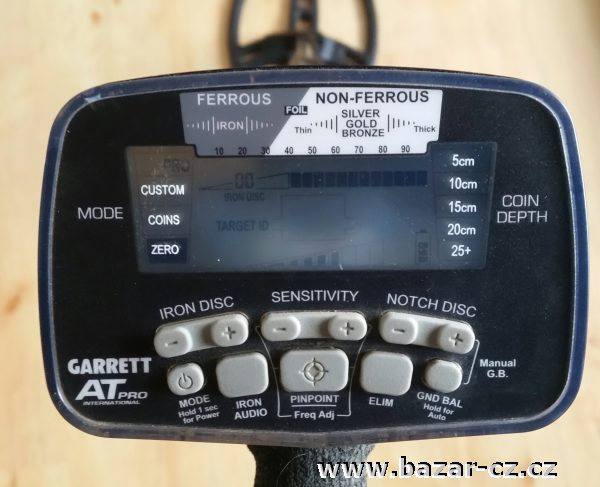 FERROUS
NON-FERROUS
FOIL
IRON
Thin
SILVER
GOLD
BRONZE
Thick
10 20 30 40 50 60 70 80 90
PRO
CUSTOM
COINS
ZERO
MODE
00
IRON DISC
TARGET ID
5cm
10cm
15cm
20cm
25+
COIN
DEPTH
IRON DISC
SENSITIVITY
NOTCH DISC
- +
- +
- +
GARRETT
AT PRO
INTERNATIONAL
MODE
Hold 1 sec
for Power
IRON
AUDIO
PINPOINT
Freq Adj
ELIM
GND BAL
Hold for
Auto
Manual
G.B.
www.bazar-cz.cz